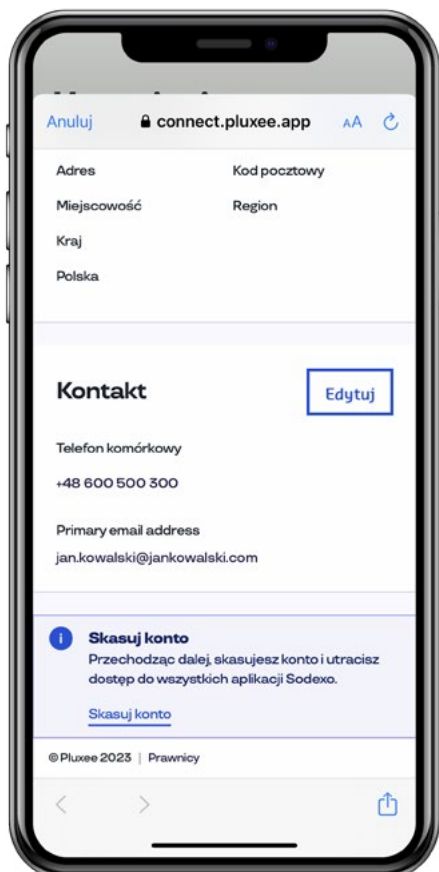 Anuluj connect.pluxee.app AA
Adres Kod pocztowy
Miejscowość Region
Kraj
Polska
Kontakt Edytuj
Telefon komórkowy
+48 600 500 300
Primary email address
jan.kowalski@jankowalski.com
Skasuj konto
Przechodząc dalej, skasujesz konto i utracisz
dostęp do wszystkich aplikacji Sodexo.
Skasuj konto
© Pluxee 2023 | Prawnicy